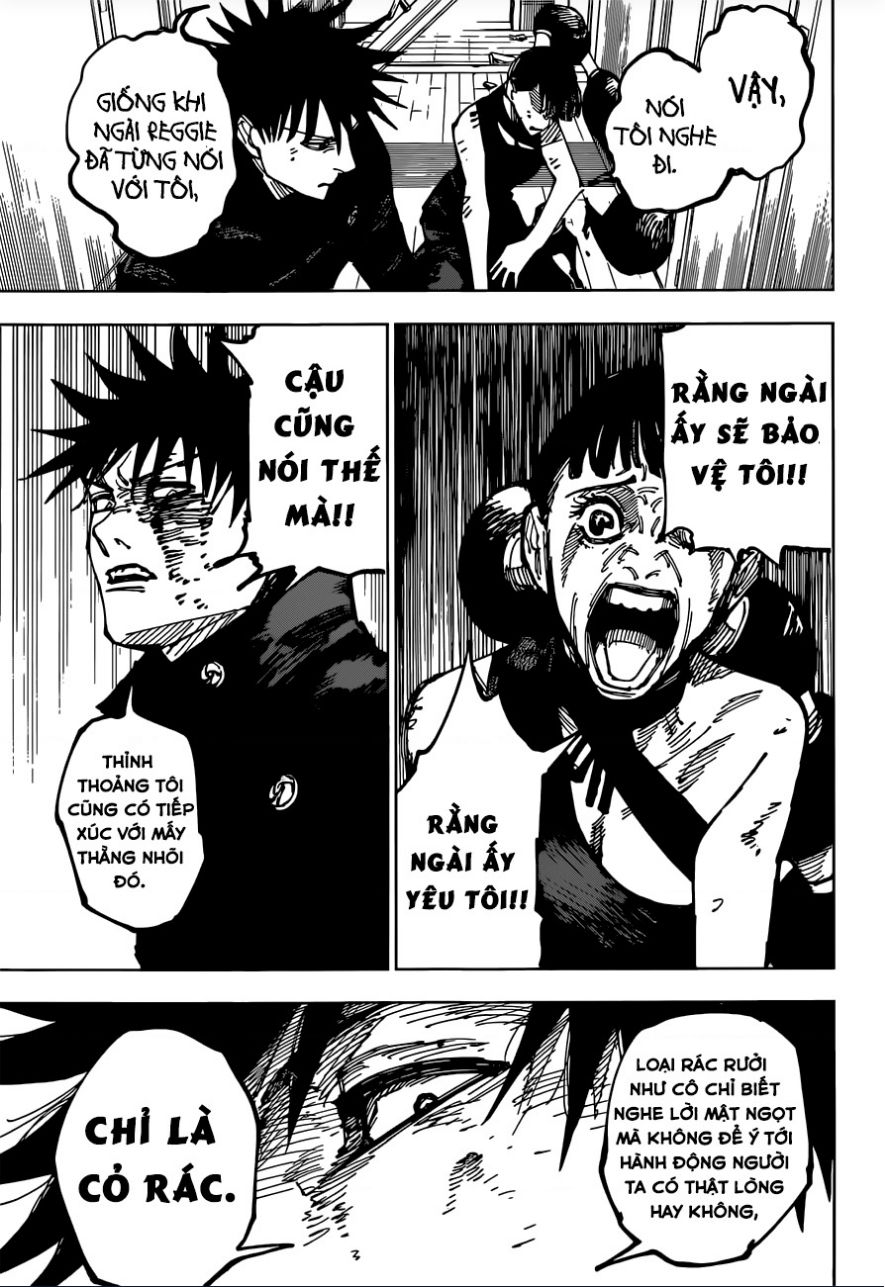 VẬY,
NÓI
TÔI NGHE
ĐI.
GIỐNG KHI
NGÀI REGGIE
ĐÃ TỪNG NÓI
VỚI TÔI,
RẰNG NGÀI
ẤY SẼ BẢO
VỆ TÔI!!
RẰNG
NGÀI ẤY
YÊU TÔI!!
CẬU
CŨNG
NÓI THẾ
MÀ!!
THỈNH
THOẢNG TÔI
CŨNG CÓ TIẾP
XÚC VỚI MẤY
THẰNG NHÕI
ĐÓ.
LOẠI RÁC RƯỞI
NHƯ CÔ CHỈ BIẾT
NGHE LỜI MẬT NGỌT
MÀ KHÔNG ĐỂ Ý TỚI
HÀNH ĐỘNG NGƯỜI
TA CÓ THẬT LÒNG
HAY KHÔNG,
CHỈ LÀ
CỎ RÁC.